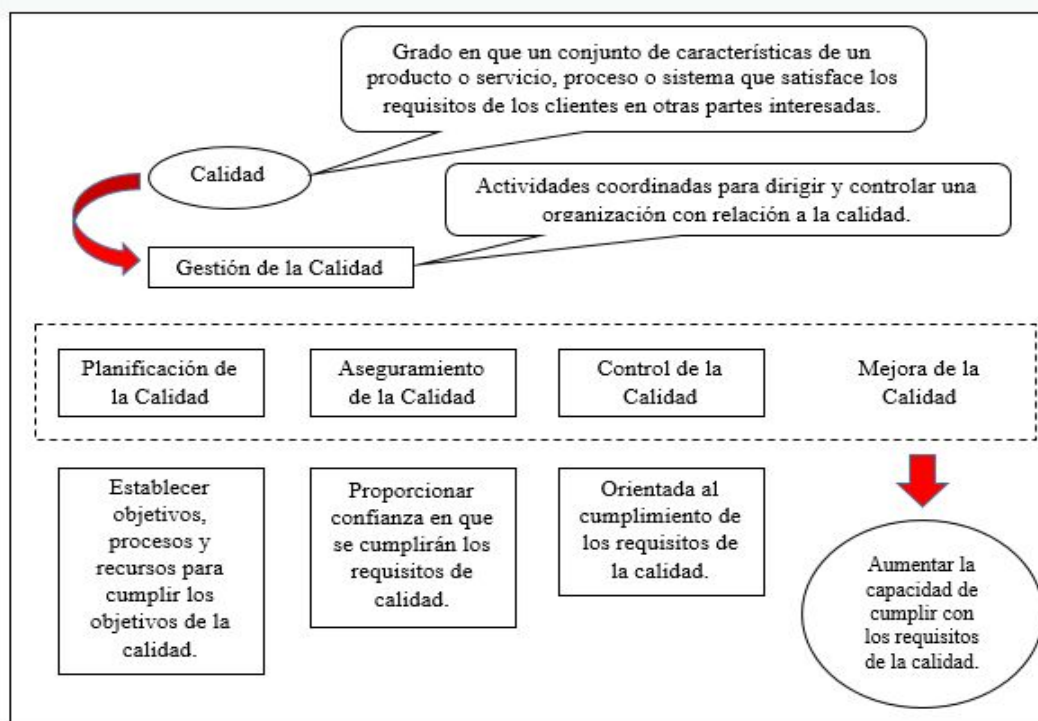 Grado en que un conjunto de características de un
producto o servicio, proceso o sistema que satisface los
requisitos de los clientes en otras partes interesadas.
Calidad
Actividades coordinadas para dirigir y controlar una
organización con relación a la calidad.
Gestión de la Calidad
Planificación de
la Calidad
Aseguramiento
de la Calidad
Control de la
Calidad
Mejora de la
Calidad
Establecer
objetivos,
procesos y
recursos para
cumplir los
objetivos de la
calidad.
Proporcionar
confianza en que
se cumplirán los
requisitos de
calidad.
Orientada al
cumplimiento de
los requisitos de
la calidad.
Aumentar la
capacidad de
cumplir con
los requisitos
de la calidad.